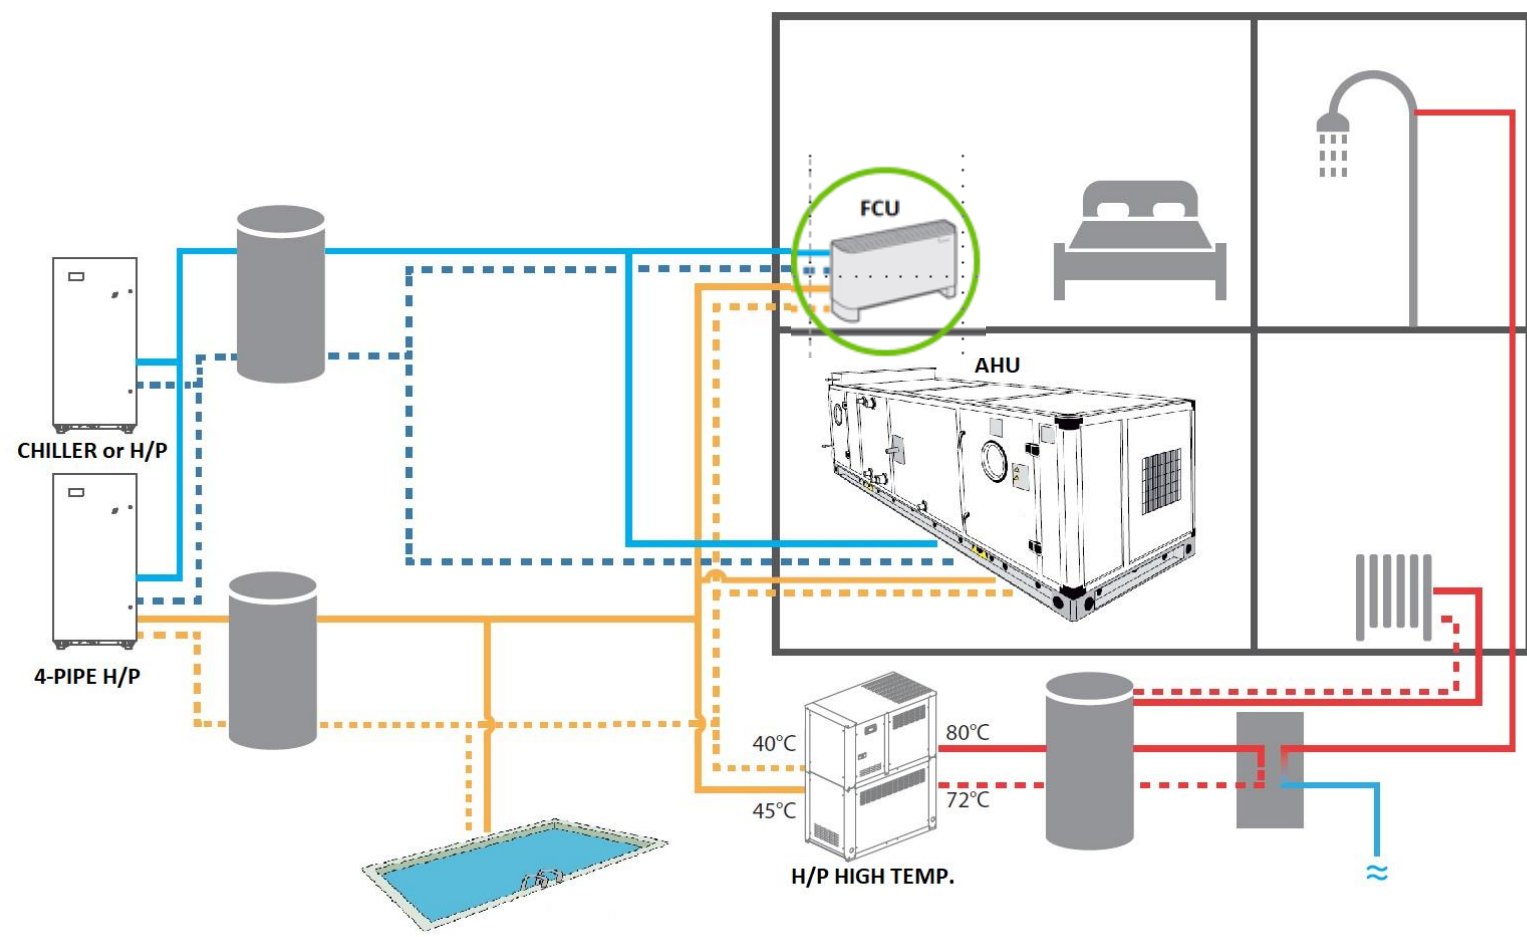 FCU
AHU
CHILLER or H/P
4-PIPE H/P
40°C
80°C
45°C
72°C
H/P HIGH TEMP.